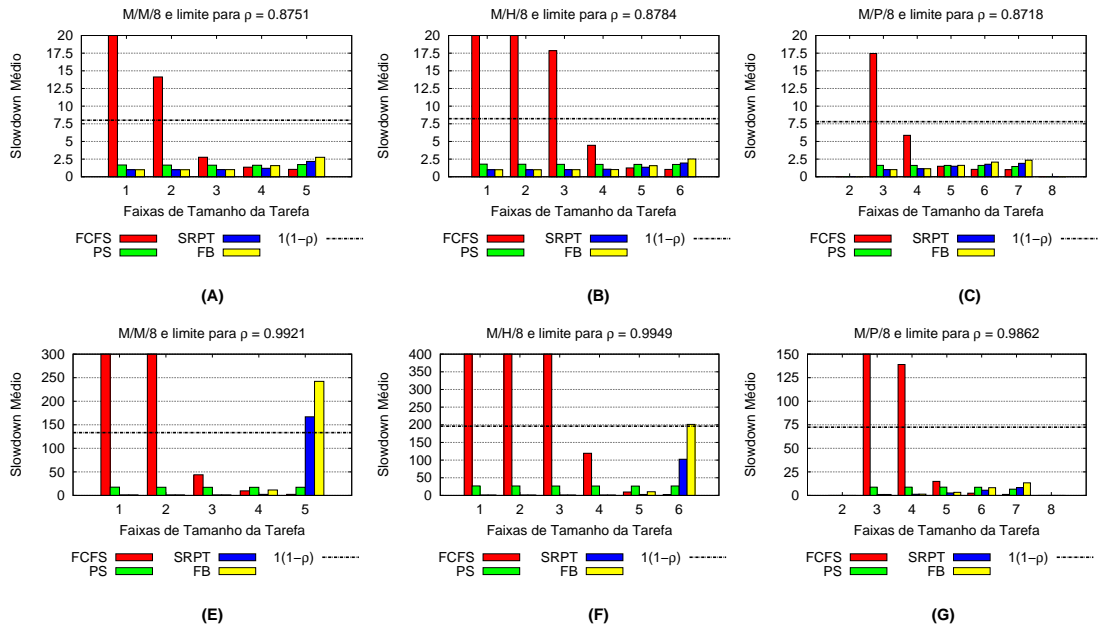 M/M/8 e limite para ρ = 0.8751
Slowdown Médio
20
17.5
15
12.5
10
7.5
5
2.5
0
1 2 3 4 5
Faixas de Tamanho da Tarefa
FCFS SRPT 1(1−ρ)
PS FB
(A)
M/H/8 e limite para ρ = 0.8784
Slowdown Médio
20
17.5
15
12.5
10
7.5
5
2.5
0
1 2 3 4 5 6
Faixas de Tamanho da Tarefa
FCFS SRPT 1(1−ρ)
PS FB
(B)
M/P/8 e limite para ρ = 0.8718
Slowdown Médio
20
17.5
15
12.5
10
7.5
5
2.5
0
2 3 4 5 6 7 8
Faixas de Tamanho da Tarefa
FCFS SRPT 1(1−ρ)
PS FB
(C)
M/M/8 e limite para ρ = 0.9921
Slowdown Médio
300
250
200
150
100
50
0
1 2 3 4 5
Faixas de Tamanho da Tarefa
FCFS SRPT 1(1−ρ)
PS FB
(E)
M/H/8 e limite para ρ = 0.9949
Slowdown Médio
400
350
300
250
200
150
100
50
0
1 2 3 4 5 6
Faixas de Tamanho da Tarefa
FCFS SRPT 1(1−ρ)
PS FB
(F)
M/P/8 e limite para ρ = 0.9862
Slowdown Médio
150
125
100
75
50
25
0
2 3 4 5 6 7 8
Faixas de Tamanho da Tarefa
FCFS SRPT 1(1−ρ)
PS FB
(G)